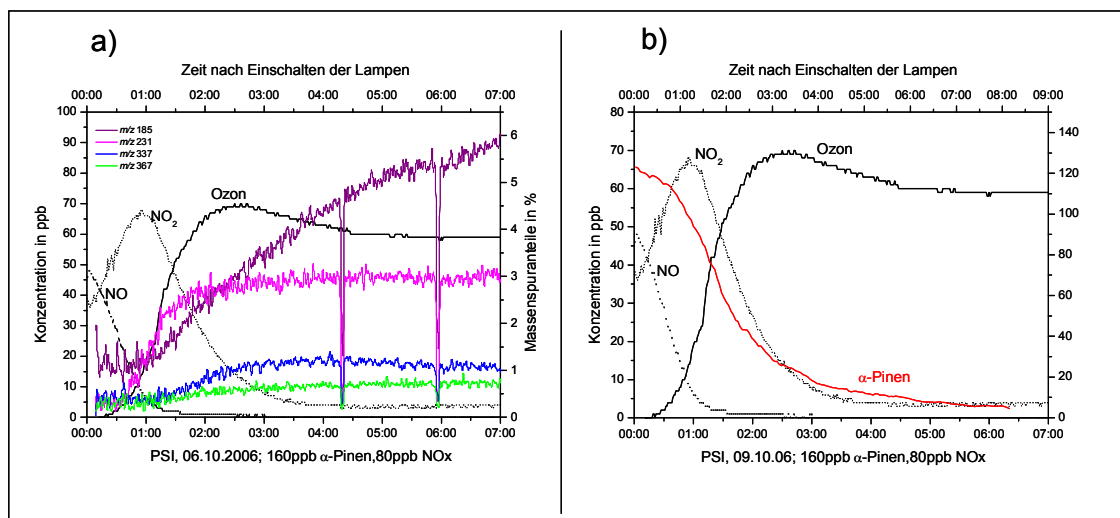 a)
Zeit nach Einschalten der Lampen
00:00 01:00 02:00 03:00 04:00 05:00 06:00 07:00
100
90
80
70
60
50
40
30
20
10
0
Konzentration in ppb
m/z 185
m/z 231
m/z 337
m/z 367
Ozon
NO2
NO
6
5
4
3
2
1
0
Massenspuranteile in %
00:00 01:00 02:00 03:00 04:00 05:00 06:00 07:00
PSI, 06.10.2006; 160ppb α-Pinen,80ppb NOx
b)
Zeit nach Einschalten der Lampen
00:00 01:00 02:00 03:00 04:00 05:00 06:00 07:00 08:00 09:00
80
70
60
50
40
30
20
10
0
Konzentration in ppb
NO2
Ozon
NO
α-Pinen
140
120
100
80
60
40
20
0
00:00 01:00 02:00 03:00 04:00 05:00 06:00 07:00
PSI, 09.10.06; 160ppb α-Pinen,80ppb NOx